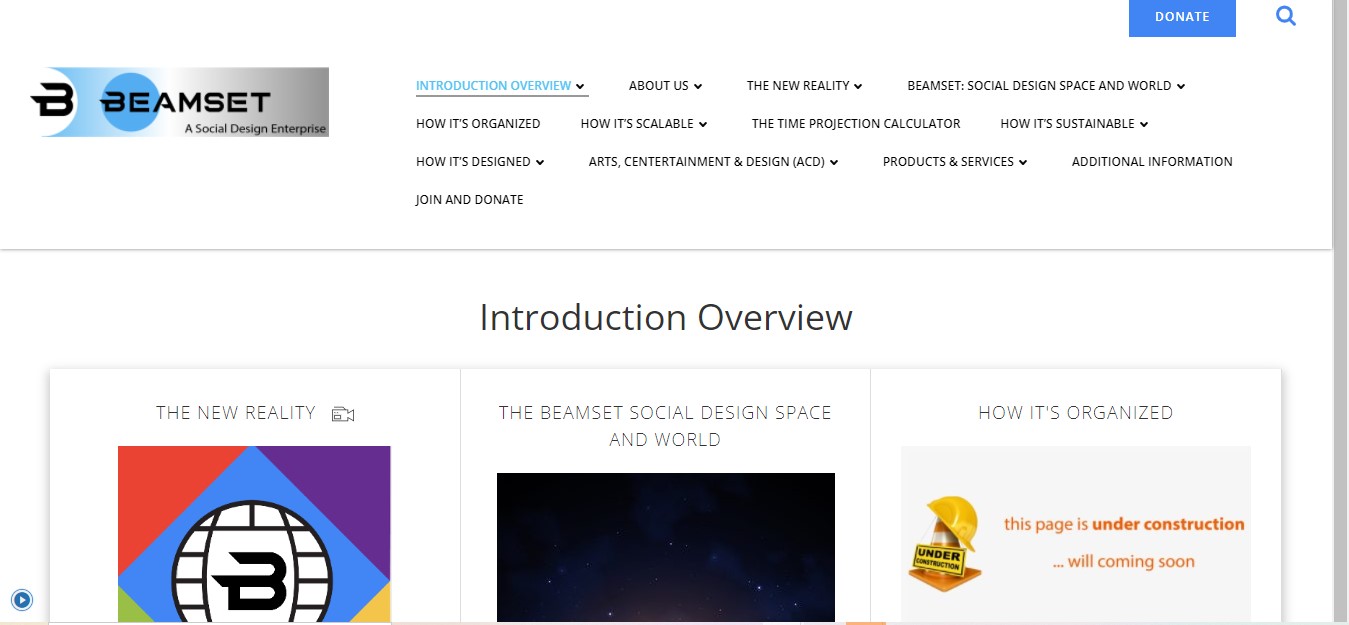 DONATE
BEAMSET
A Social Design Enterprise
INTRODUCTION OVERVIEW ABOUT US THE NEW REALITY BEAMSET: SOCIAL DESIGN SPACE AND WORLD
HOW IT'S ORGANIZED HOW IT'S SCALABLE THE TIME PROJECTION CALCULATOR HOW IT'S SUSTAINABLE
HOW IT'S DESIGNED ARTS, CENTERTAINMENT & DESIGN (ACD) PRODUCTS & SERVICES ADDITIONAL INFORMATION
JOIN AND DONATE
Introduction Overview
THE NEW REALITY
THE BEAMSET SOCIAL DESIGN SPACE
AND WORLD
HOW IT'S ORGANIZED
UNDER
CONSTRUCTION
this page is under construction
... will coming soon